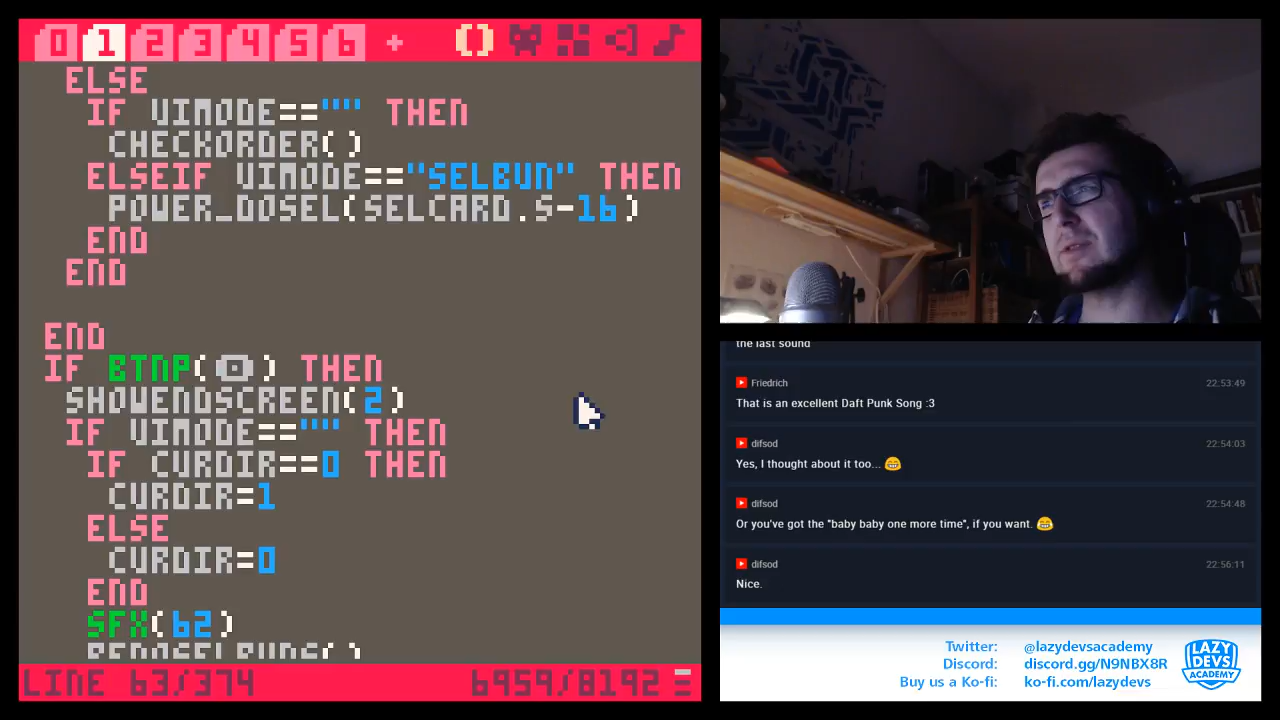 0 1 2 3 4 5 6 +
ELSE
IF UIMODE=="" THEN
CHECKORDER()
ELSEIF UIMODE=="SELBUN" THEN
POWER_DOSEL(SELCARD.S-16)
END
END
END
IF BTNP(🅾️) THEN
SHOWENDSCREEN(2)
IF UIMODE=="" THEN
IF CURDIR==0 THEN
CURDIR=1
ELSE
CURDIR=0
END
SFX(62)
LINE 63/374
6959/8192
the last sound
Friedrich 22:53:49
That is an excellent Daft Punk Song :3
difsod 22:54:03
Yes, I thought about it too... 😂
difsod 22:54:48
Or you've got the "baby baby one more time", if you want. 😂
difsod 22:56:11
Nice.
Twitter: @lazydevsacademy
Discord: discord.gg/N9NBX8R
Buy us a Ko-fi: ko-fi.com/lazydevs
LAZY
DEVS
ACADEMY